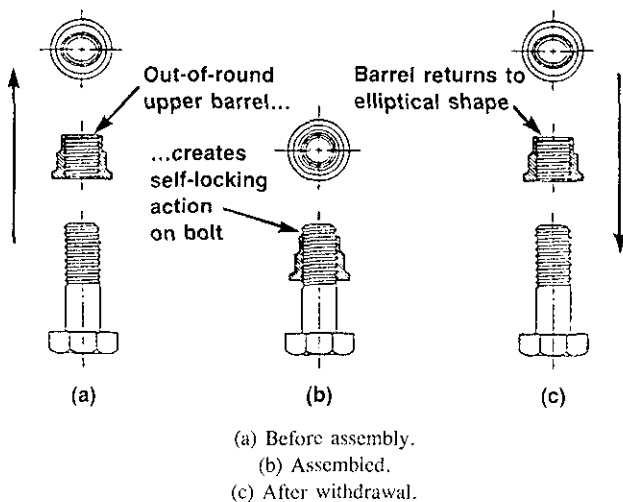 Out-of-round
upper barrel...
...creates
self-locking
action
on bolt
Barrel returns to
elliptical shape
(a)
(b)
(c)
(a) Before assembly.
(b) Assembled.
(c) After withdrawal.